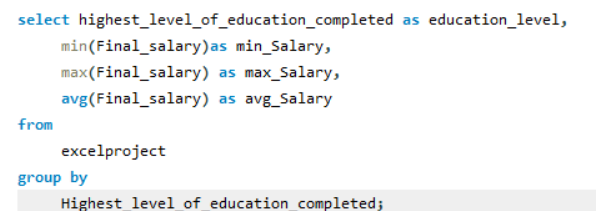 select highest_level_of_education_completed as education_level,
min(Final_salary)as min_Salary,
max(Final_salary) as max_Salary,
avg(Final_salary) as avg_Salary
from
excelproject
group by
Highest_level_of_education_completed;